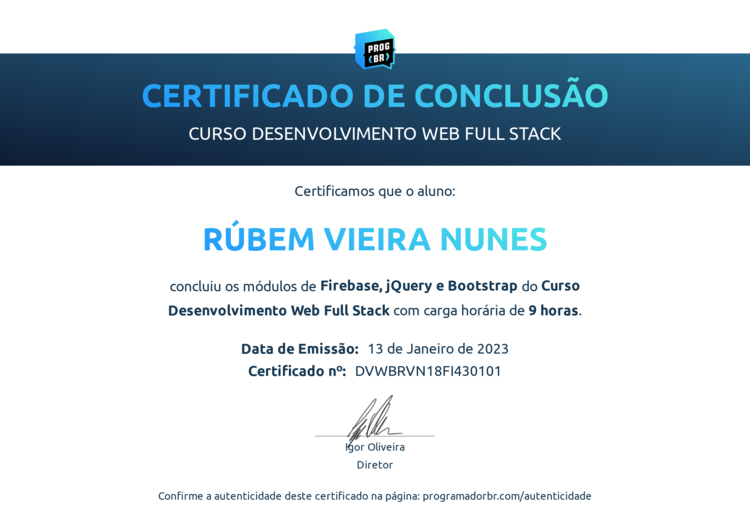 PROG
BR
CERTIFICADO DE CONCLUSÃO
CURSO DESENVOLVIMENTO WEB FULL STACK
Certificamos que o aluno:
RÚBEM VIEIRA NUNES
concluiu os módulos de Firebase, jQuery e Bootstrap do Curso
Desenvolvimento Web Full Stack com carga horária de 9 horas.
Data de Emissão: 13 de Janeiro de 2023
Certificado nº: DVWBRVN18FI430101
Igor Oliveira
Diretor
Confirme a autenticidade deste certificado na página: programadorbr.com/autenticidade